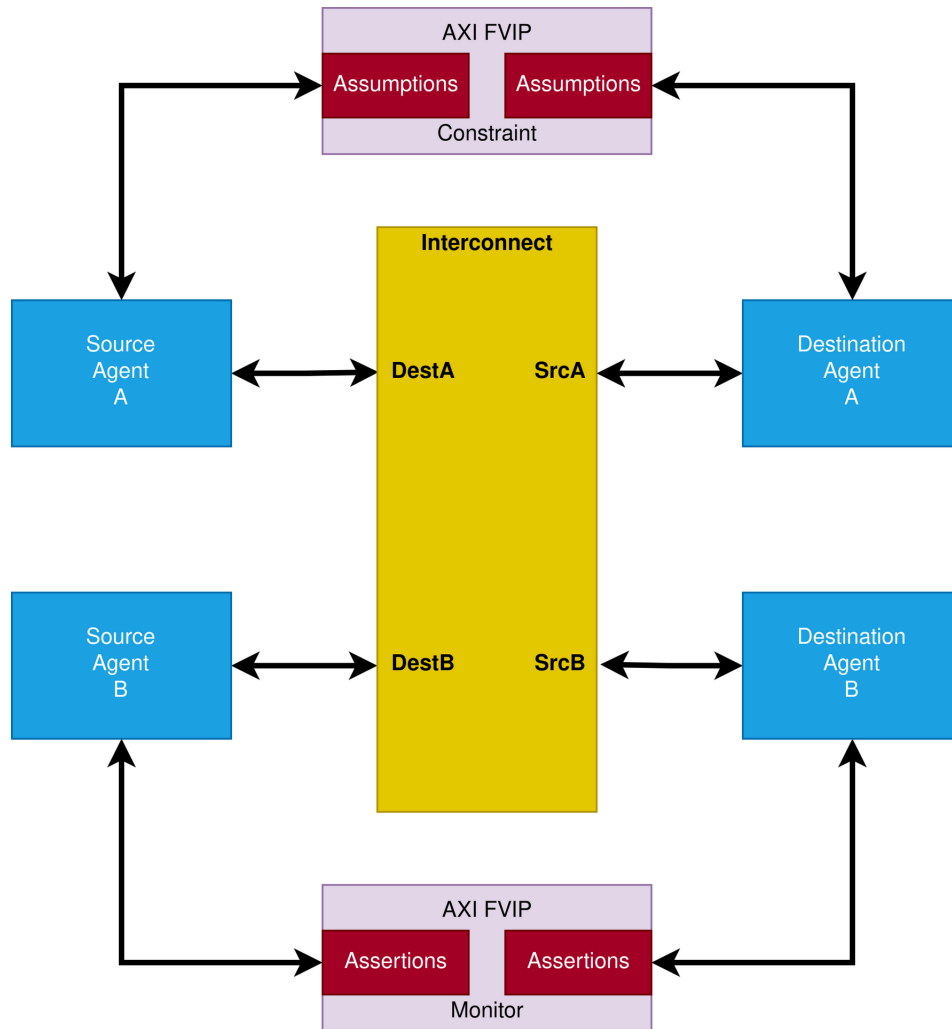 AXI FVIP
Assumptions
Assumptions
Constraint
Interconnect
Source
Agent
A
DestA
SrcA
Destination
Agent
A
Source
Agent
B
DestB
SrcB
Destination
Agent
B
AXI FVIP
Assertions
Assertions
Monitor